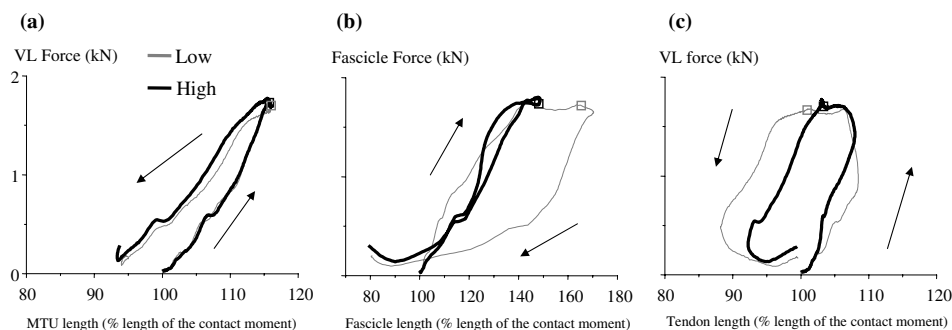 (a) (b) (c)
VL Force (kN) Fascicle Force (kN) VL force (kN)
Low
High
2
1
0
80 90 100 110 120 80 100 120 140 160 180 80 90 100 110 120
MTU length (% length of the contact moment) Fascicle length (% length of the contact moment) Tendon length (% length of the contact moment)